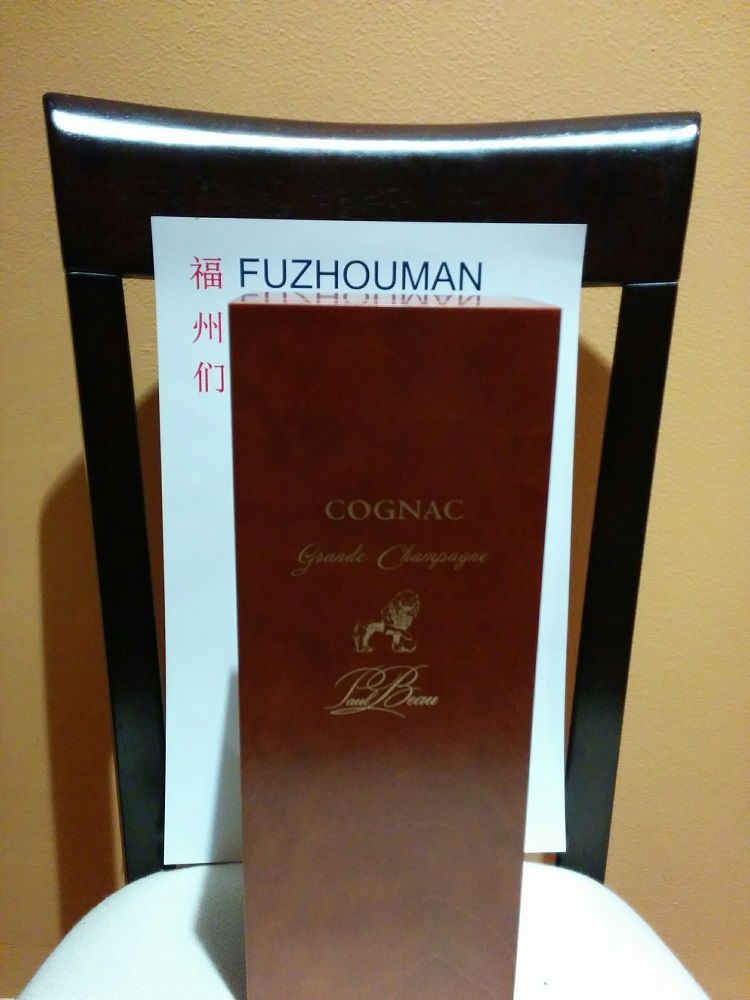 福 FUZHOUMAN
州
们
COGNAC
Grande Champagne
Paul Beau